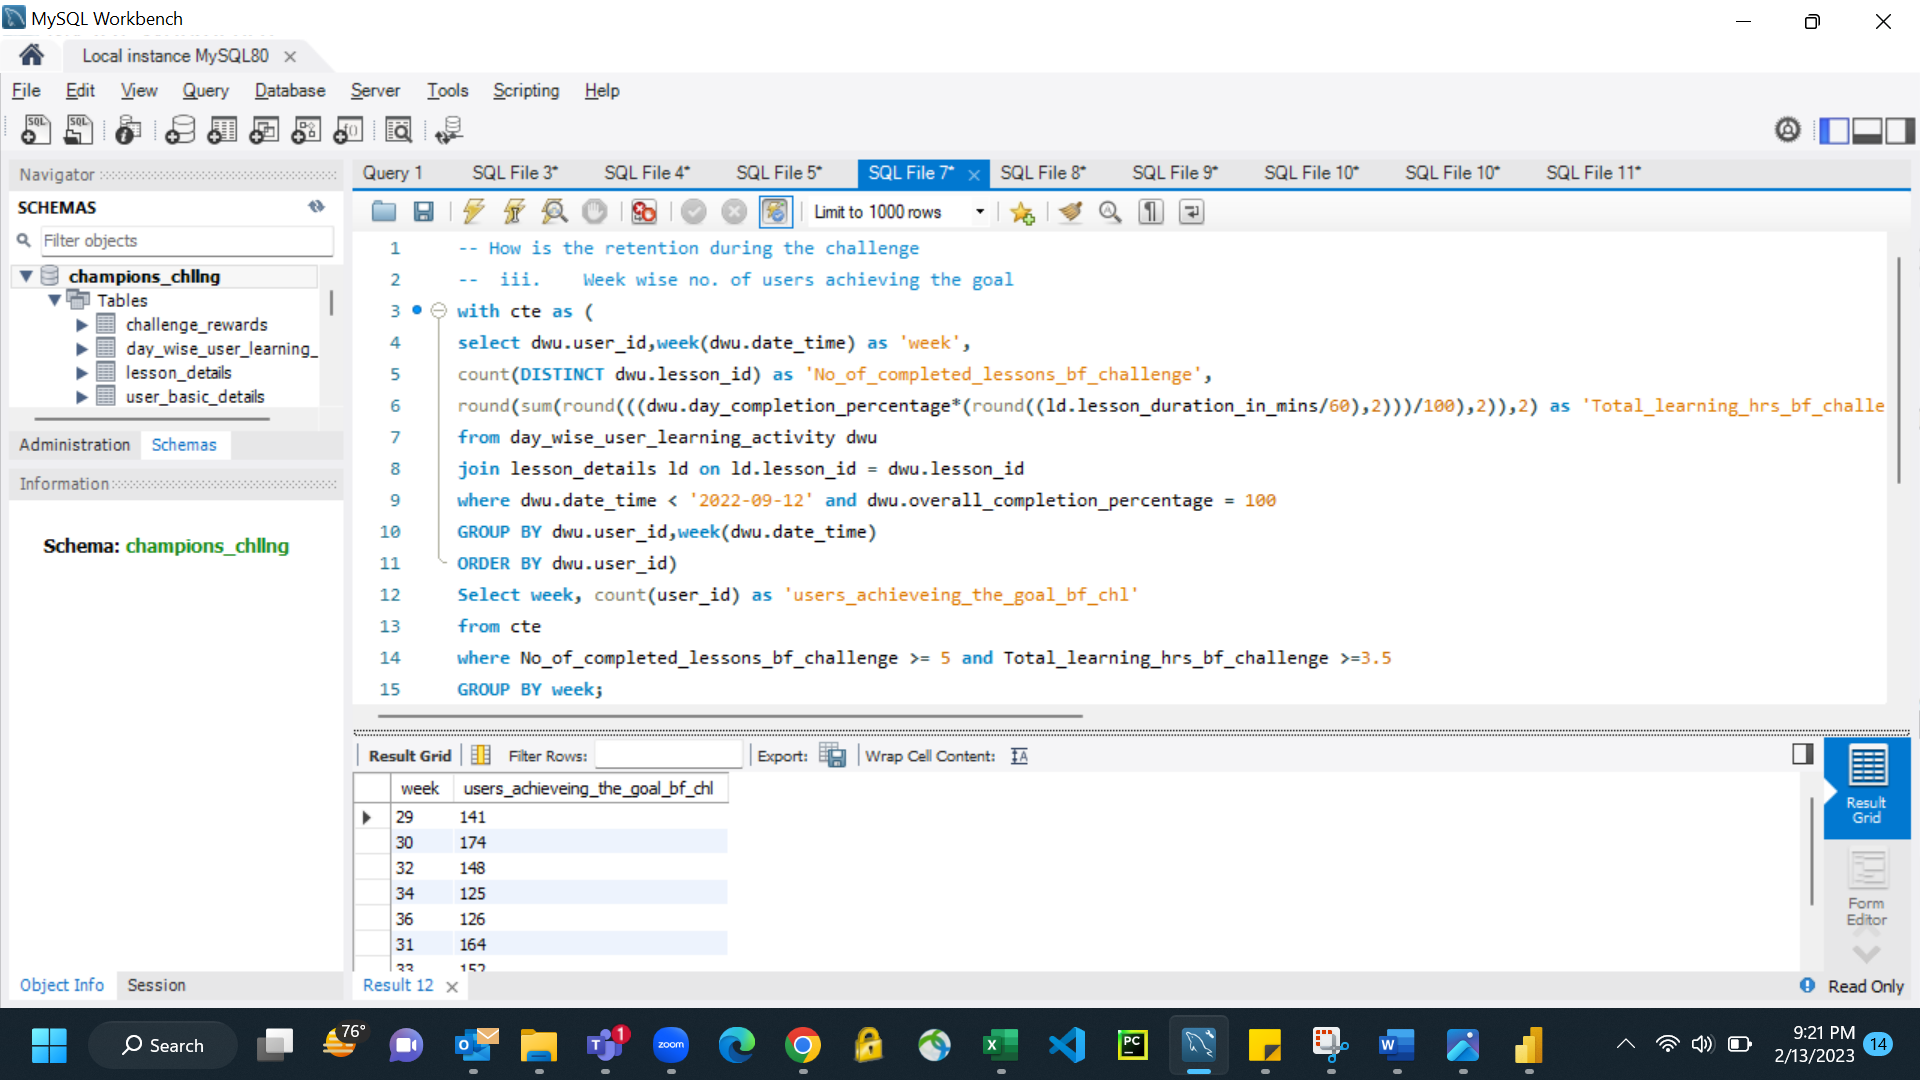 MySQL Workbench
Local instance MySQL80
File Edit View Query Database Server Tools Scripting Help
Navigator
Query 1 SQL File 3* SQL File 4* SQL File 5* SQL File 7* SQL File 8* SQL File 9* SQL File 10* SQL File 10* SQL File 11*
SCHEMAS
Limit to 1000 rows
Filter objects
champions_chllng
Tables
challenge_rewards
day_wise_user_learning_
lesson_details
user_basic_details
Administration Schemas
Information
Schema: champions_chllng
1 -- How is the retention during the challenge
2 -- iii. Week wise no. of users achieving the goal
3 with cte as (
4 select dwu.user_id,week(dwu.date_time) as 'week',
5 count(DISTINCT dwu.lesson_id) as 'No_of_completed_lessons_bf_challenge',
6 round(sum(round(((dwu.day_completion_percentage*(round((ld.lesson_duration_in_mins/60),2)))/100),2)),2) as 'Total_learning_hrs_bf_challe
7 from day_wise_user_learning_activity dwu
8 join lesson_details ld on ld.lesson_id = dwu.lesson_id
9 where dwu.date_time < '2022-09-12' and dwu.overall_completion_percentage = 100
10 GROUP BY dwu.user_id,week(dwu.date_time)
11 ORDER BY dwu.user_id)
12 Select week, count(user_id) as 'users_achieveing_the_goal_bf_chl'
13 from cte
14 where No_of_completed_lessons_bf_challenge >= 5 and Total_learning_hrs_bf_challenge >=3.5
15 GROUP BY week;
Result Grid Filter Rows: Export: Wrap Cell Content:
week users_achieveing_the_goal_bf_chl
29 141
30 174
32 148
34 125
36 126
31 164
33 152
Result
Grid
Form
Editor
Object Info Session
Result 12
Read Only
Search
76°
1
zoom
PC
9:21 PM
2/13/2023
14